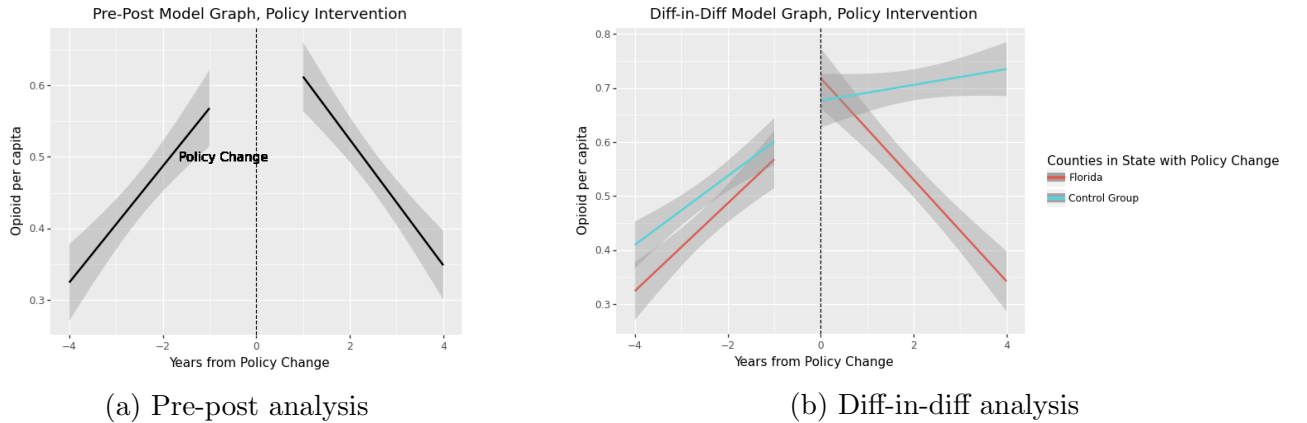 Pre-Post Model Graph, Policy Intervention
Opioid per capita
0.6
0.5
0.4
0.3
Policy Change
−4
−2
0
2
4
Years from Policy Change
(a) Pre-post analysis
Diff-in-Diff Model Graph, Policy Intervention
Opioid per capita
0.8
0.7
0.6
0.5
0.4
0.3
−4
−2
0
2
4
Years from Policy Change
Counties in State with Policy Change
Florida
Control Group
(b) Diff-in-diff analysis